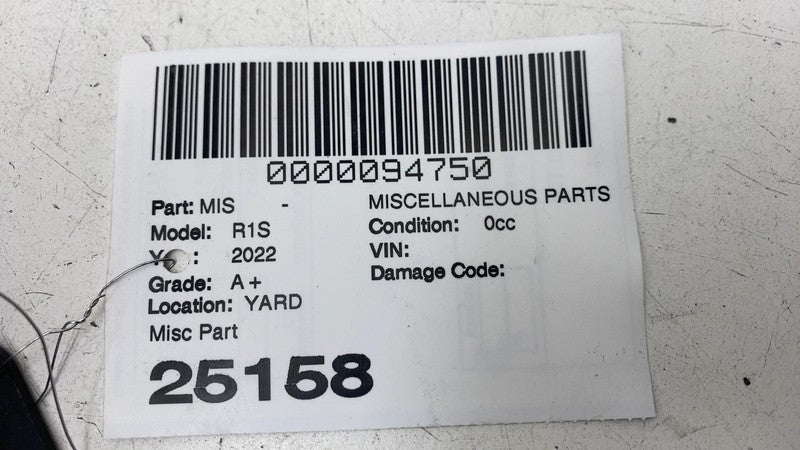 0000094750
Part: MIS - MISCELLANEOUS PARTS
Model: R1S Condition: 0cc
Y : 2022 VIN:
Grade: A+ Damage Code:
Location: YARD
Misc Part
25158